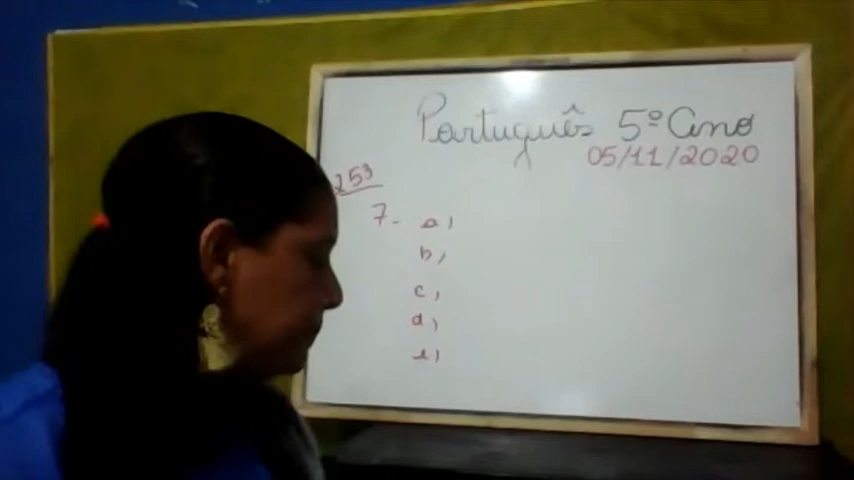 Português 5º Ano
05/11/2020
253
7- a)
b)
c)
d)
e)